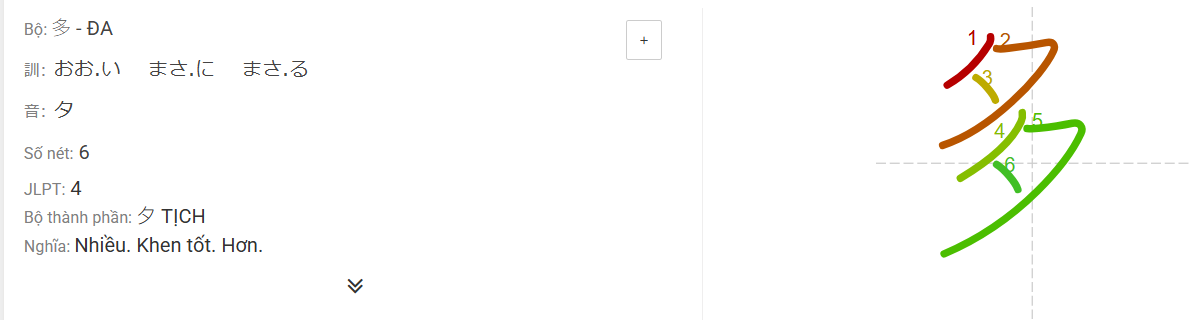 Bộ: 多 - ĐA
+
訓: おお.い まさ.に まさ.る
音: タ
Số nét: 6
JLPT: 4
Bộ thành phần: 夕 TỊCH
Nghĩa: Nhiều. Khen tốt. Hơn.
多
1 2
3
4 5
6